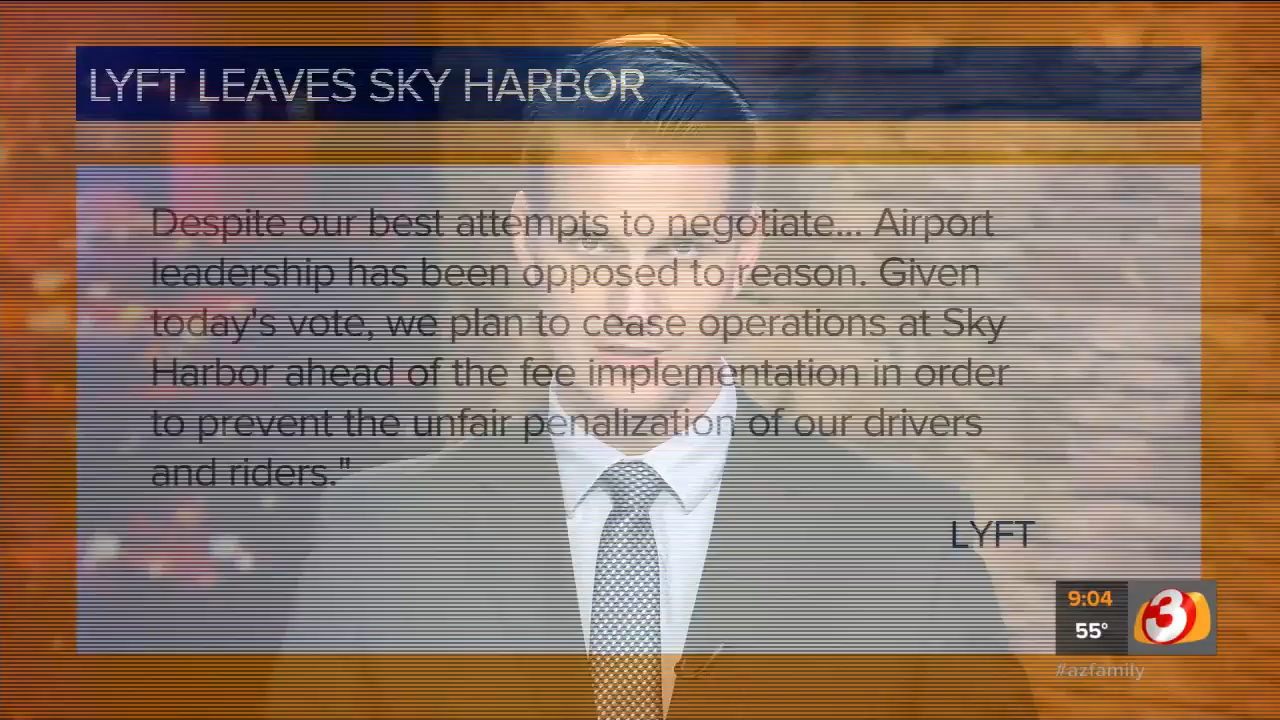 LYFT LEAVES SKY HARBOR
Despite our best attempts to negotiate... Airport
leadership has been opposed to reason. Given
today's vote, we plan to cease operations at Sky
Harbor ahead of the fee implementation in order
to prevent the unfair penalization of our drivers
and riders."
LYFT
9:04
55°
3
#azfamily